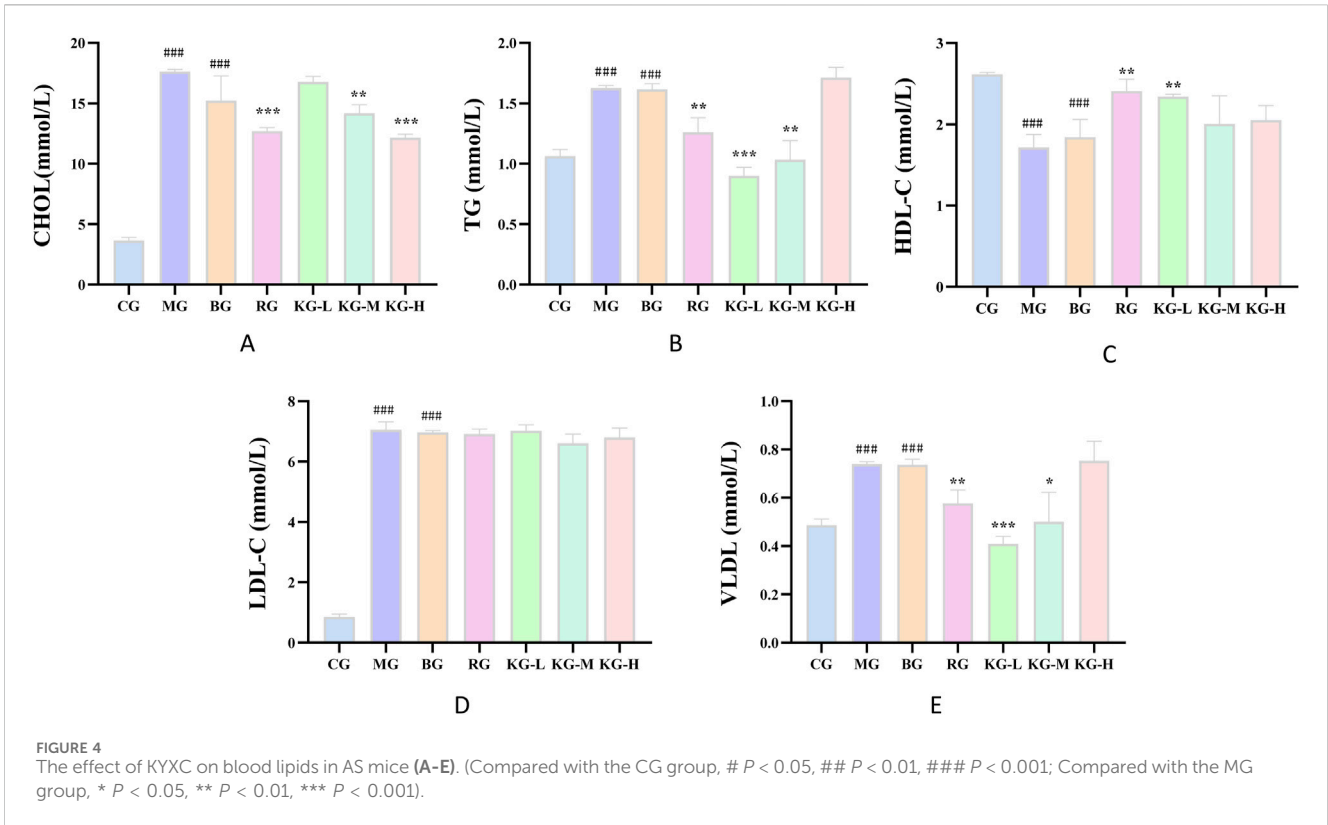 CHOL(mmol/L)
20
15
10
5
0
###
###
***
**
***
CG MG BG RG KG-L KG-M KG-H
A
TG (mmol/L)
2.0
1.5
1.0
0.5
0.0
###
###
**
***
**
CG MG BG RG KG-L KG-M KG-H
B
HDL-C (mmol/L)
3
2
1
0
###
###
**
**
CG MG BG RG KG-L KG-M KG-H
C
LDL-C (mmol/L)
8
6
4
2
0
###
###
CG MG BG RG KG-L KG-M KG-H
D
VLDL (mmol/L)
1.0
0.8
0.6
0.4
0.2
0.0
###
###
**
***
*
CG MG BG RG KG-L KG-M KG-H
E
FIGURE 4
The effect of KYXC on blood lipids in AS mice (A-E). (Compared with the CG group, # P < 0.05, ## P < 0.01, ### P < 0.001; Compared with the MG
group, * P < 0.05, ** P < 0.01, *** P < 0.001).